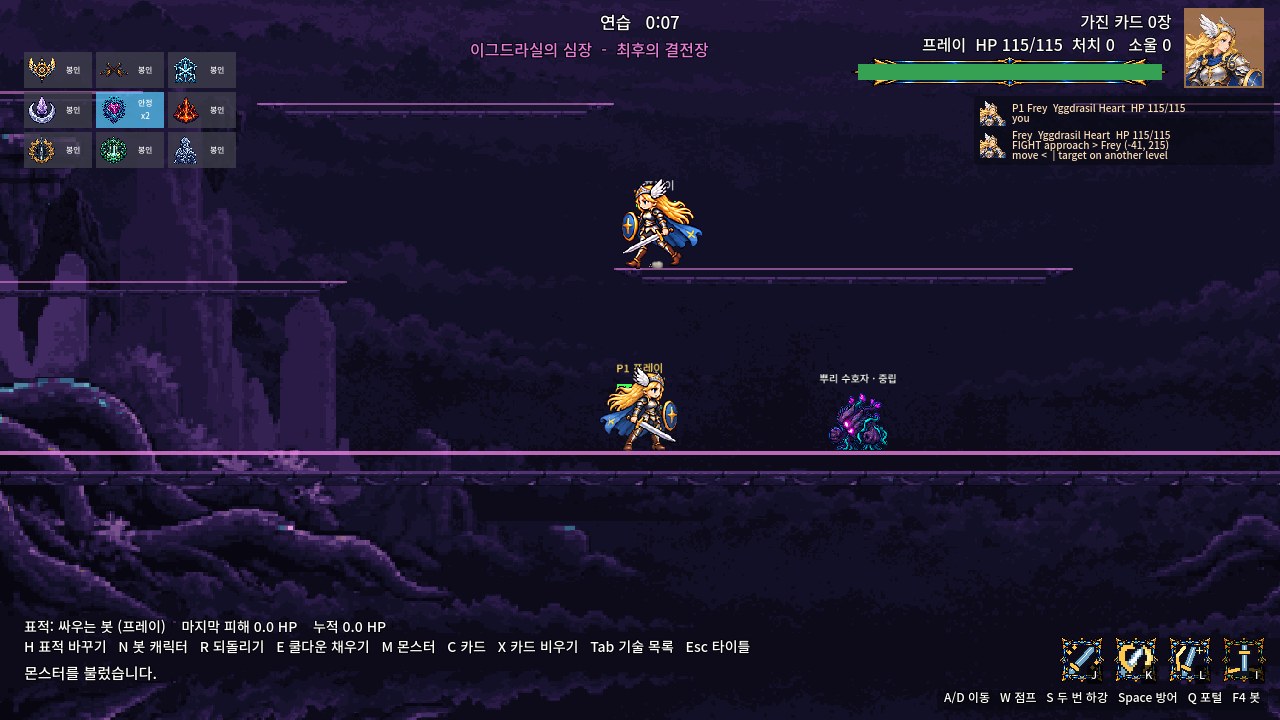 연습 0:07
이그드라실의 심장 - 최후의 결전장
가진 카드 0장
프레이 HP 115/115 처치 0 소울 0
봉인 봉인 봉인
봉인 안정 x2 봉인
봉인 봉인 봉인
P1 Frey Yggdrasil Heart HP 115/115
you
Frey Yggdrasil Heart HP 115/115
FIGHT approach > Frey (-41, 215)
move < | target on another level
P1 프레이
뿌리 수호자 · 중립
표적: 싸우는 봇 (프레이) 마지막 피해 0.0 HP 누적 0.0 HP
H 표적 바꾸기 N 봇 캐릭터 R 되돌리기 E 쿨다운 채우기 M 몬스터 C 카드 X 카드 비우기 Tab 기술 목록 Esc 타이틀
몬스터를 불렀습니다.
J K L I
A/D 이동 W 점프 S 두 번 하강 Space 방어 Q 포털 F4 봇